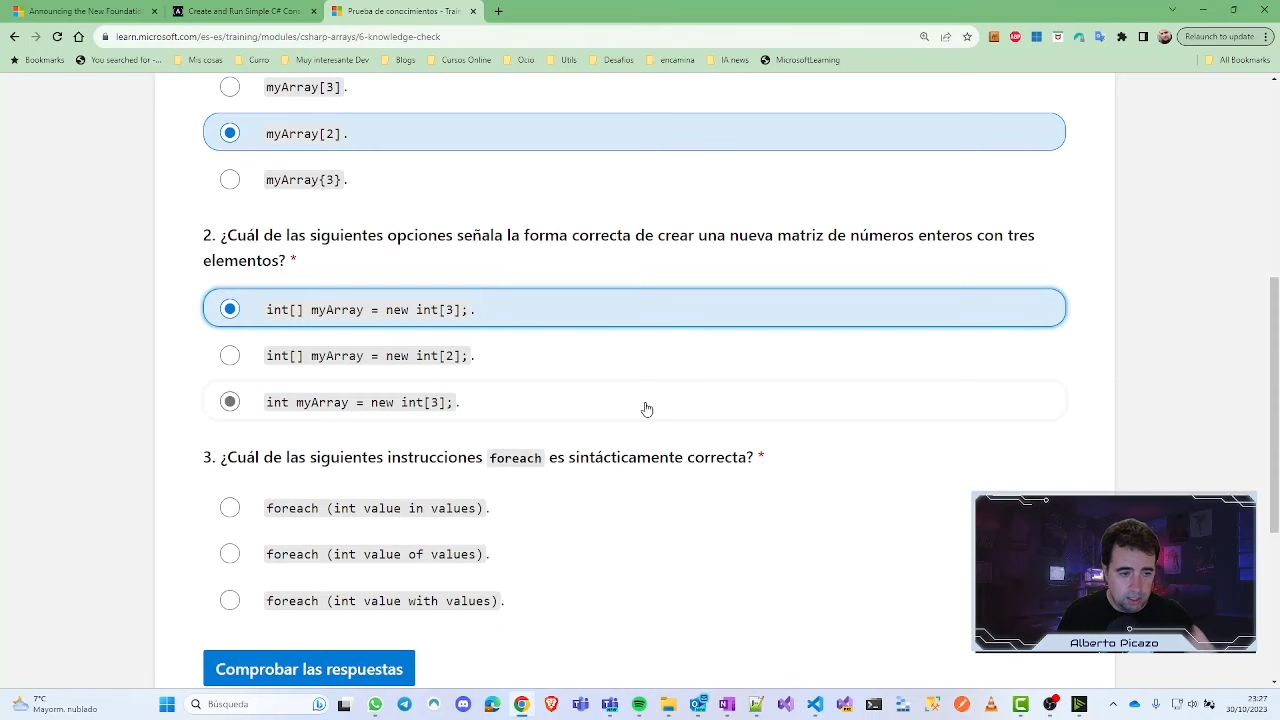 Announcing the New Foundatio
Create and Run Simple C# Con
Prueba de conocimientos - Train
learn.microsoft.com/es-es/training/modules/csharp-arrays/6-knowledge-check
Relaunch to update
Bookmarks
You searched for -...
Mis cosas
Curro
Muy interesante Dev
Blogs
Cursos Online
Ocio
Utils
Desafios
encamina
IA news
MicrosoftLearning
All Bookmarks
myArray[3].
myArray[2].
myArray{3}.
2. ¿Cuál de las siguientes opciones señala la forma correcta de crear una nueva matriz de números enteros con tres
elementos? *
int[] myArray = new int[3];.
int[] myArray = new int[2];.
int myArray = new int[3];.
3. ¿Cuál de las siguientes instrucciones foreach es sintácticamente correcta? *
foreach (int value in values).
foreach (int value of values).
foreach (int value with values).
Comprobar las respuestas
Alberto Picazo
7°C
Mayorm. nublado
Búsqueda
23:27
30/10/2023